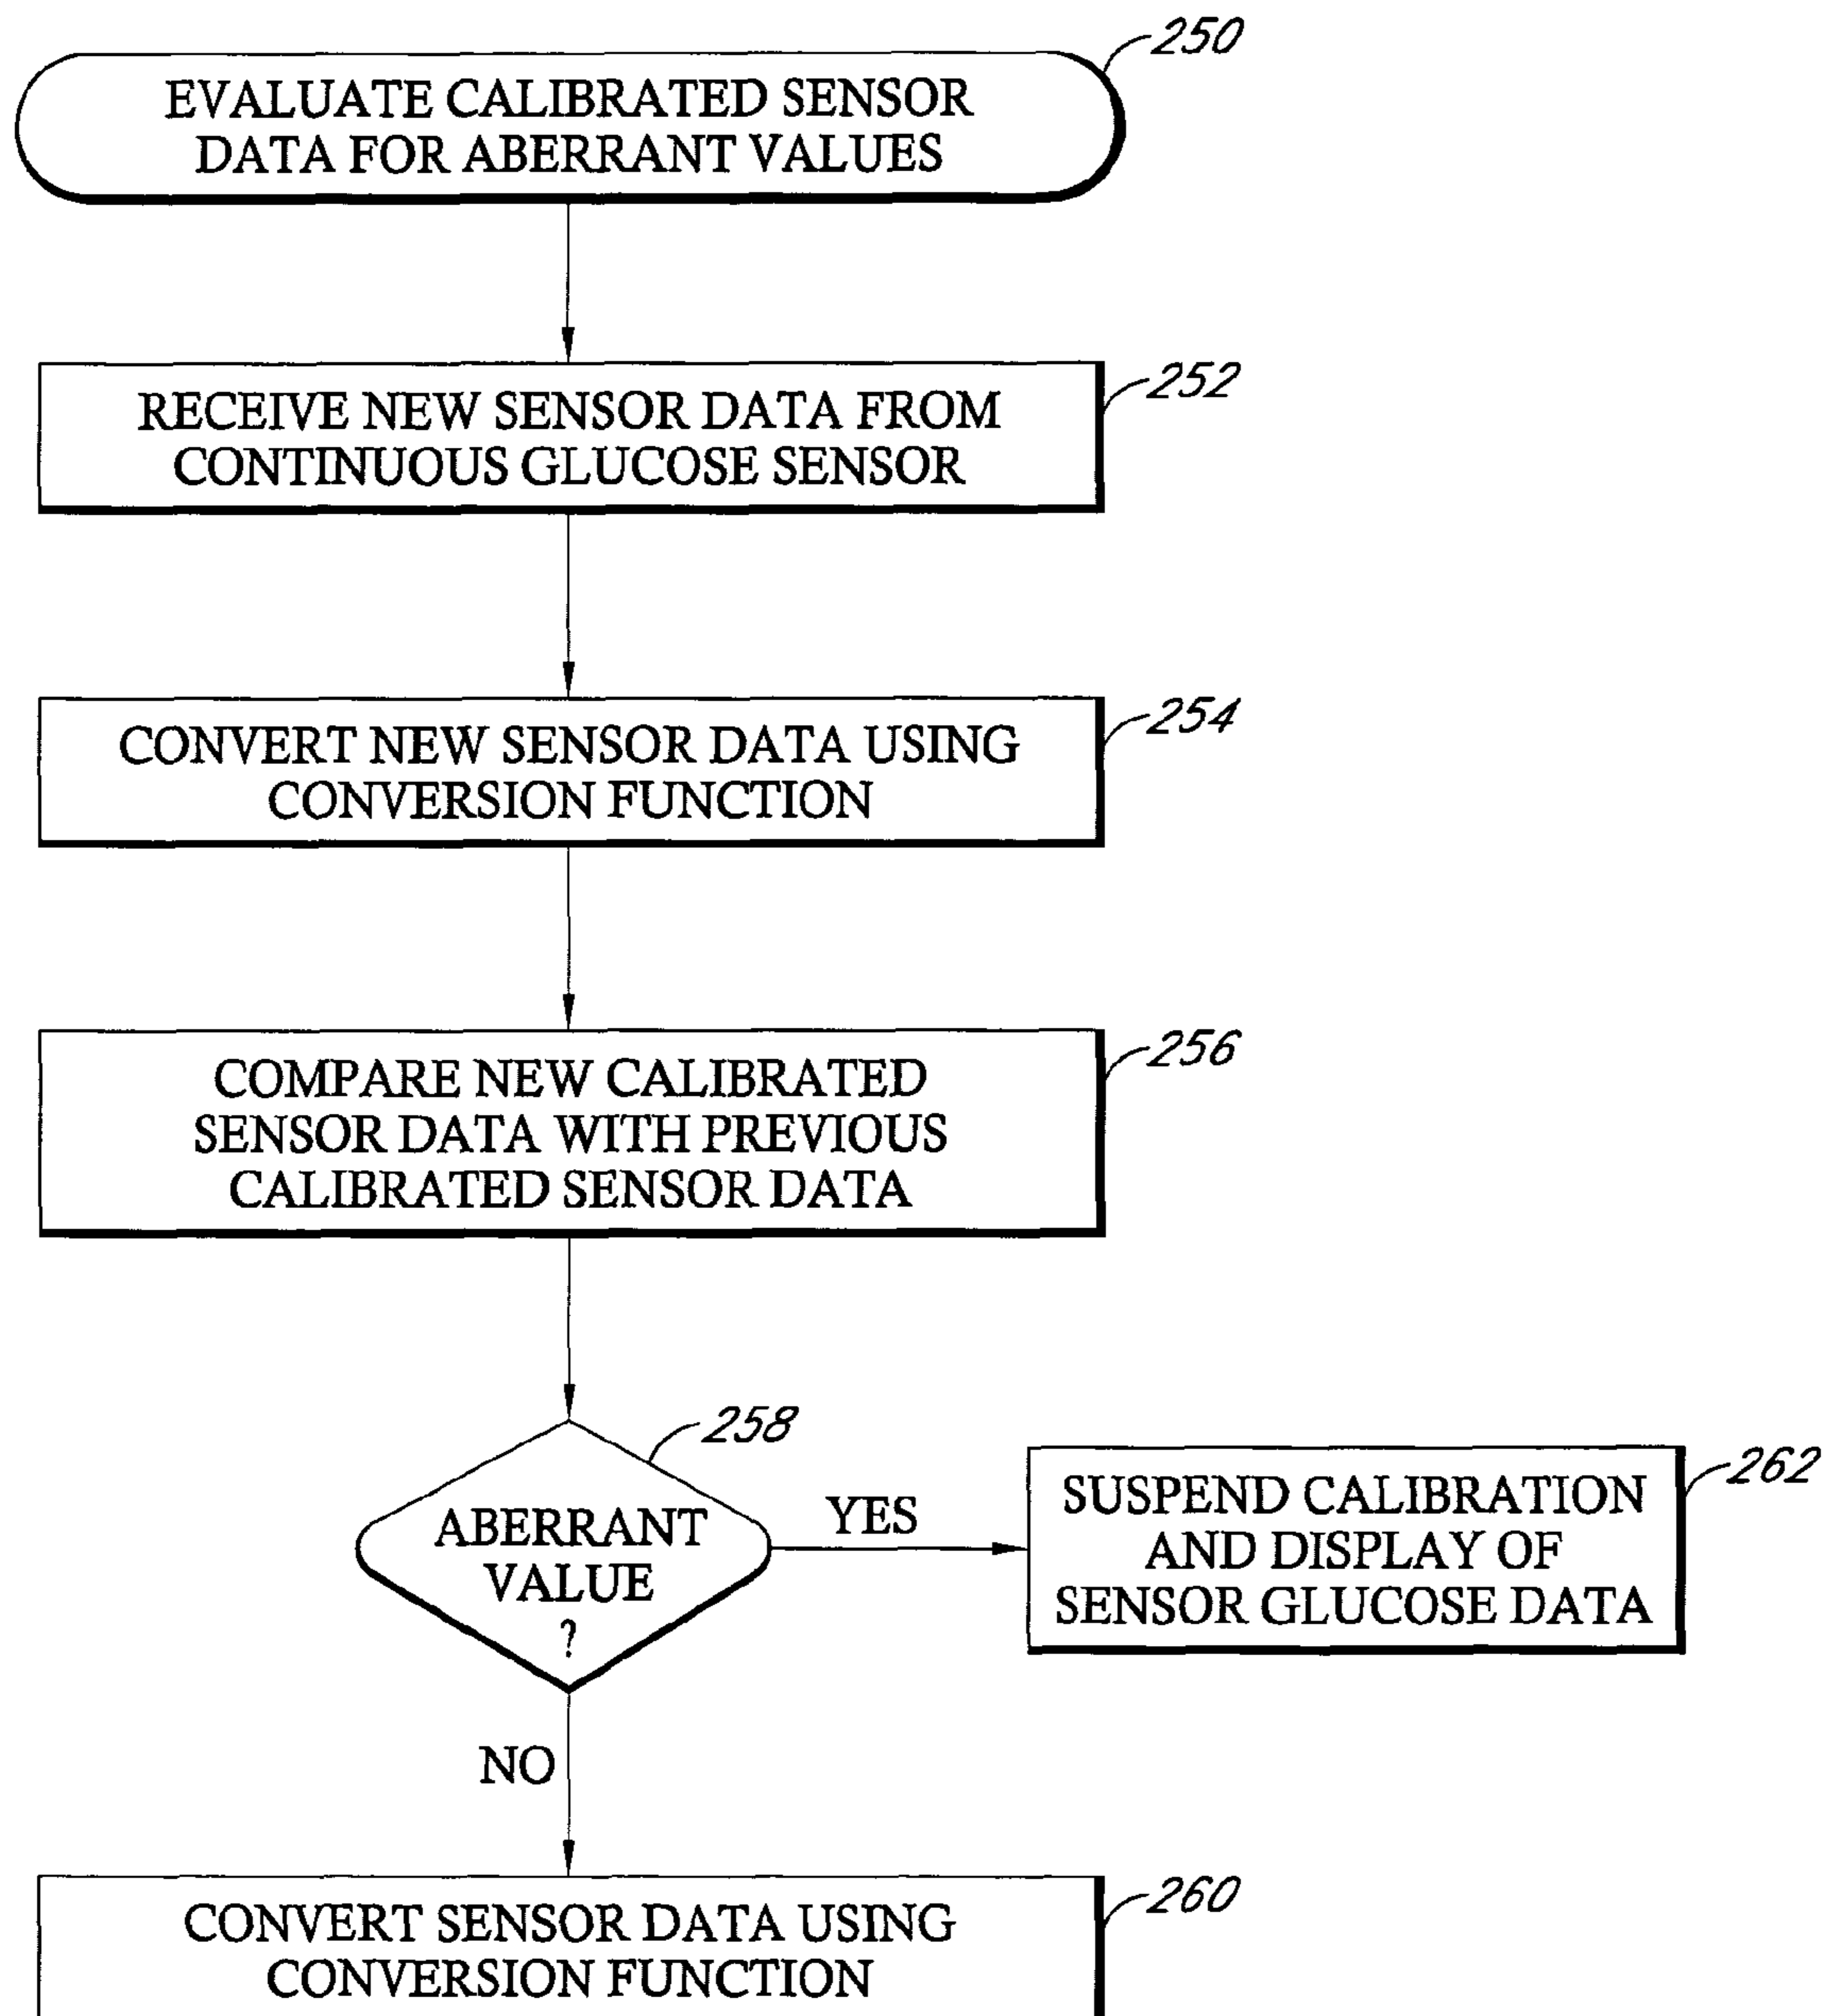 250
EVALUATE CALIBRATED SENSOR
DATA FOR ABERRANT VALUES
252
RECEIVE NEW SENSOR DATA FROM
CONTINUOUS GLUCOSE SENSOR
254
CONVERT NEW SENSOR DATA USING
CONVERSION FUNCTION
256
COMPARE NEW CALIBRATED
SENSOR DATA WITH PREVIOUS
CALIBRATED SENSOR DATA
258
ABERRANT
VALUE
?
YES
262
SUSPEND CALIBRATION
AND DISPLAY OF
SENSOR GLUCOSE DATA
NO
260
CONVERT SENSOR DATA USING
CONVERSION FUNCTION